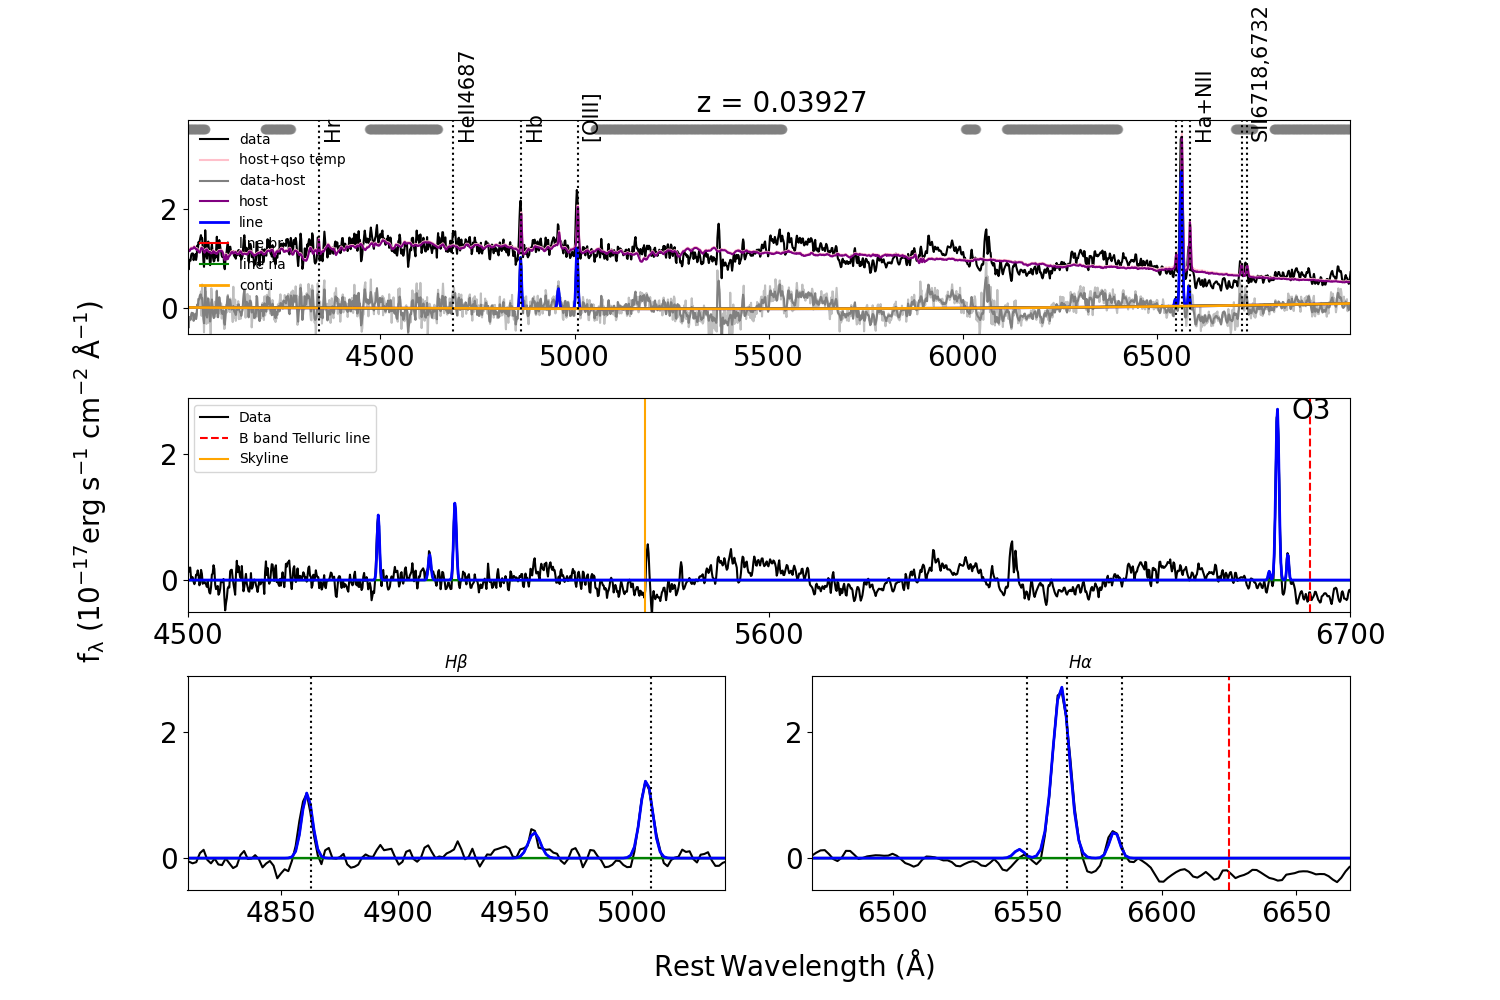 z = 0.03927
Hr
HeII4687
Hb
[OIII]
Ha+NII
SII6718,6732
data
host+qso temp
data-host
host
line
line br
line na
conti
2
0
4500 5000 5500 6000 6500
Data
B band Telluric line
Skyline
O3
2
0
4500 5600 6700
fλ (10⁻¹⁷erg s⁻¹ cm⁻² Å⁻¹)
Hβ
2
0
4850 4900 4950 5000
Hα
2
0
6500 6550 6600 6650
Rest Wavelength (Å)